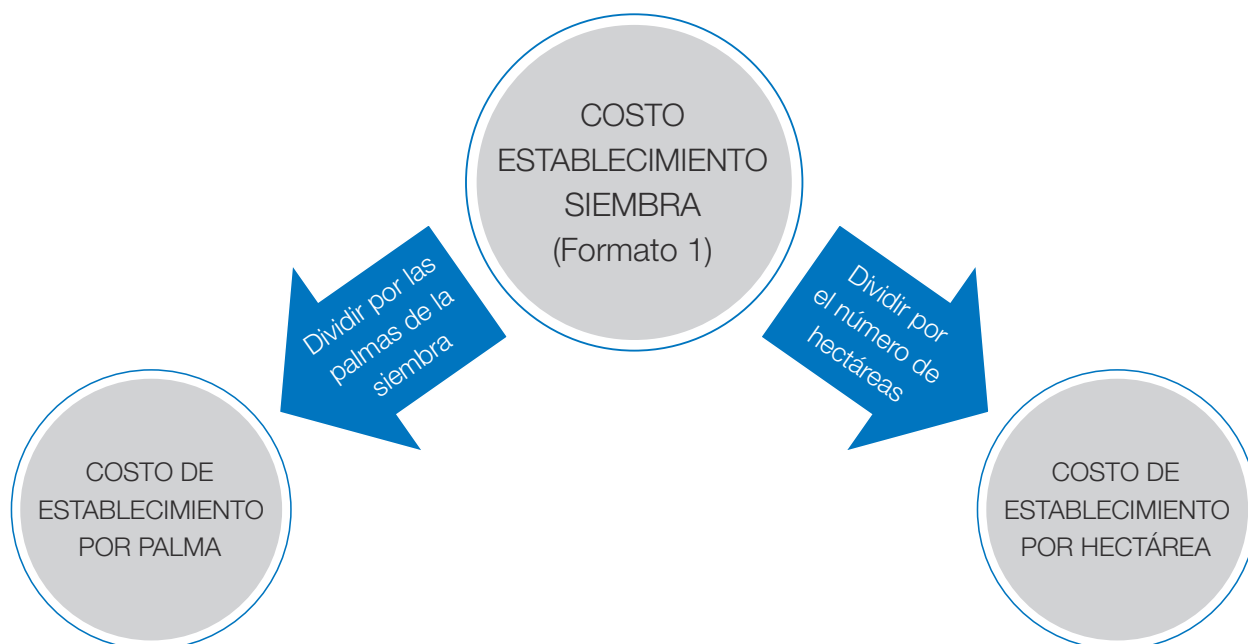 COSTO
ESTABLECIMIENTO
SIEMBRA
(Formato 1)
Dividir por las
palmas de la
siembra
Dividir por
el número de
hectáreas
COSTO DE
ESTABLECIMIENTO
POR PALMA
COSTO DE
ESTABLECIMIENTO
POR HECTÁREA